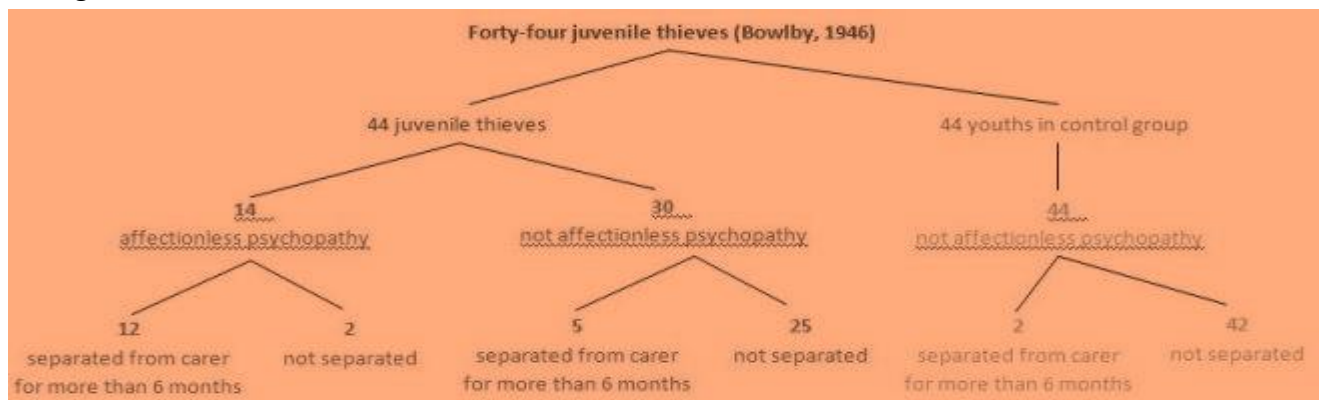 Forty-four juvenile thieves (Bowlby, 1946)
44 juvenile thieves
44 youths in control group
14
affectionless psychopathy
30
not affectionless psychopathy
44
not affectionless psychopathy
12
separated from carer
for more than 6 months
2
not separated
5
separated from carer
for more than 6 months
25
not separated
2
separated from carer
for more than 6 months
42
not separated